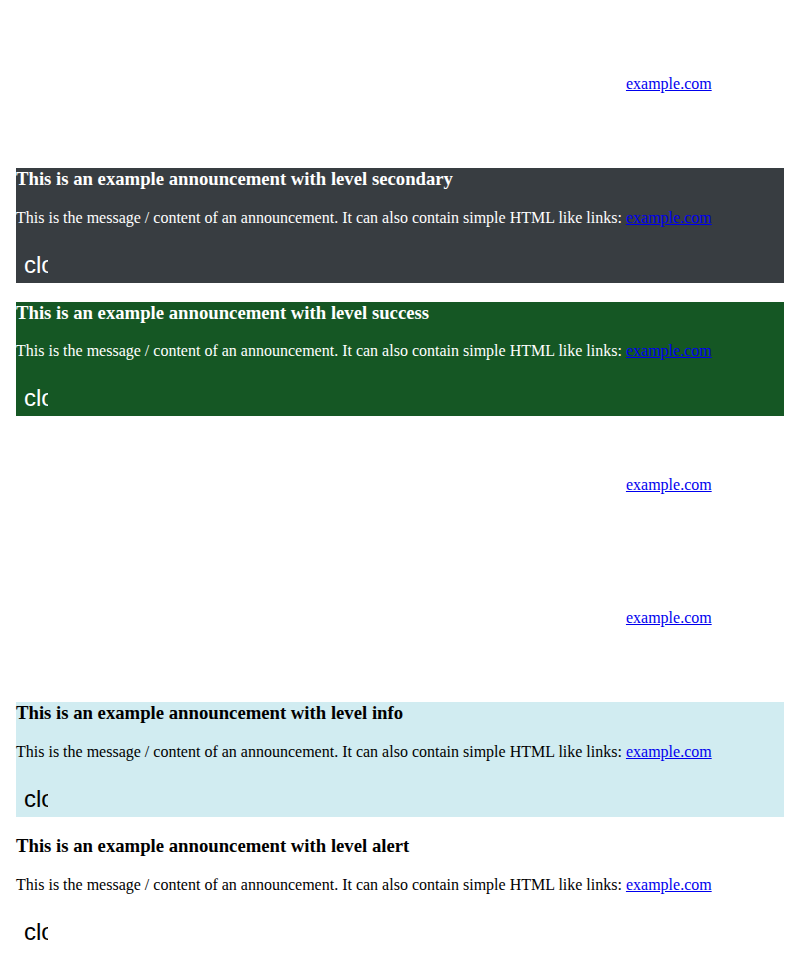 example.com
This is an example announcement with level secondary
This is the message / content of an announcement. It can also contain simple HTML like links: example.com
clo
This is an example announcement with level success
This is the message / content of an announcement. It can also contain simple HTML like links: example.com
clo
example.com
example.com
This is an example announcement with level info
This is the message / content of an announcement. It can also contain simple HTML like links: example.com
clo
This is an example announcement with level alert
This is the message / content of an announcement. It can also contain simple HTML like links: example.com
clo